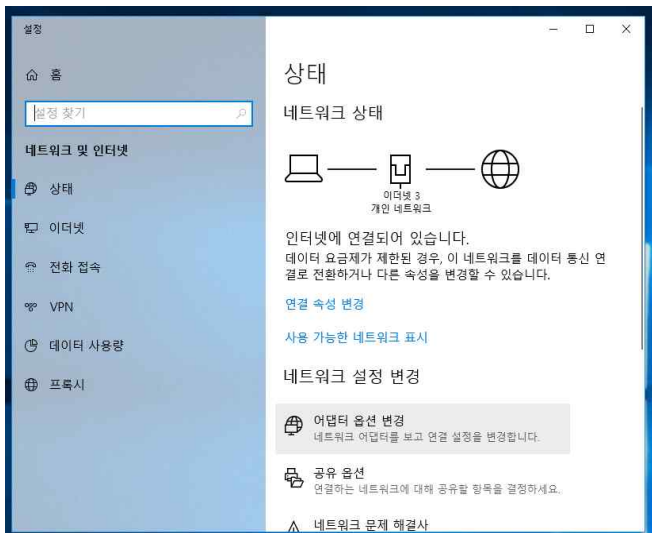 설정
홈
설정 찾기
네트워크 및 인터넷
상태
이더넷
전화 접속
VPN
데이터 사용량
프록시
상태
네트워크 상태
이더넷 3
개인 네트워크
인터넷에 연결되어 있습니다.
데이터 요금제가 제한된 경우, 이 네트워크를 데이터 통신 연
결로 전환하거나 다른 속성을 변경할 수 있습니다.
연결 속성 변경
사용 가능한 네트워크 표시
네트워크 설정 변경
어댑터 옵션 변경
네트워크 어댑터를 보고 연결 설정을 변경합니다.
공유 옵션
연결하는 네트워크에 대해 공유할 항목을 결정하세요.
네트워크 문제 해결사